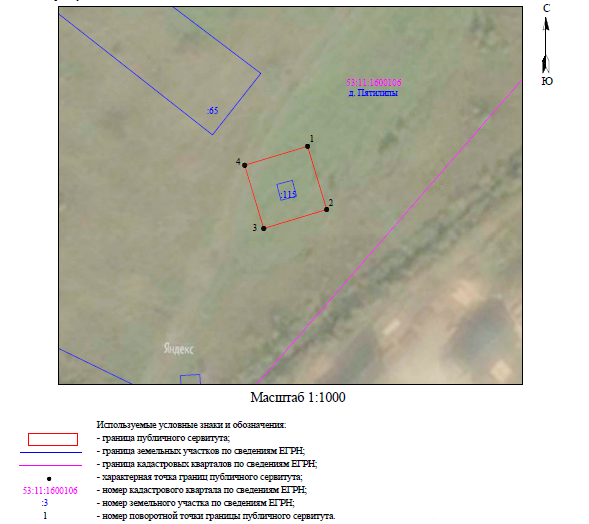 С
53:11:1600106
д. Пятилипы
:65
1
4
:115
2
3
Яндекс
Ю
Масштаб 1:1000
Используемые условные знаки и обозначения:
- граница публичного сервитута;
- граница земельных участков по сведениям ЕГРН;
- граница кадастровых кварталов по сведениям ЕГРН;
- характерная точка границ публичного сервитута;
53:11:1600106 - номер кадастрового квартала по сведениям ЕГРН;
:3 - номер земельного участка по сведениям ЕГРН;
1 - номер поворотной точки границы публичного сервитута.